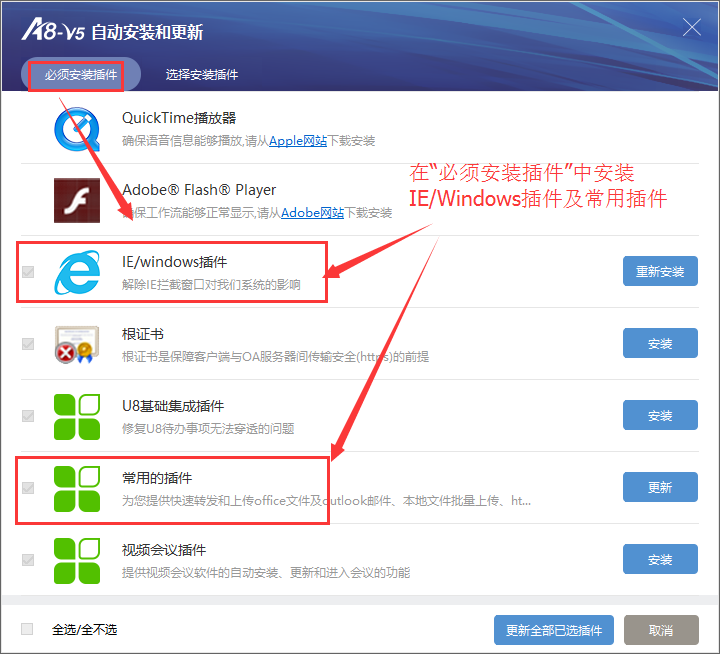 A8-V5 自动安装和更新
必须安装插件 选择安装插件
QuickTime播放器
确保语音信息能够播放,请从Apple网站下载安装
在“必须安装插件”中安装
IE/Windows插件及常用插件
Adobe® Flash® Player
确保工作流能够正常显示,请从Adobe网站下载安装
IE/windows插件
解除IE拦截窗口对我们系统的影响
重新安装
根证书
根证书是保障客户端与OA服务器间传输安全(https)的前提
安装
U8基础集成插件
修复U8待办事项无法穿透的问题
安装
常用的插件
为您提供快速转发和上传office文件及outlook邮件、本地文件批量上传、ht...
更新
视频会议插件
提供视频会议软件的自动安装、更新和进入会议的功能
安装
全选/全不选
更新全部已选插件
取消